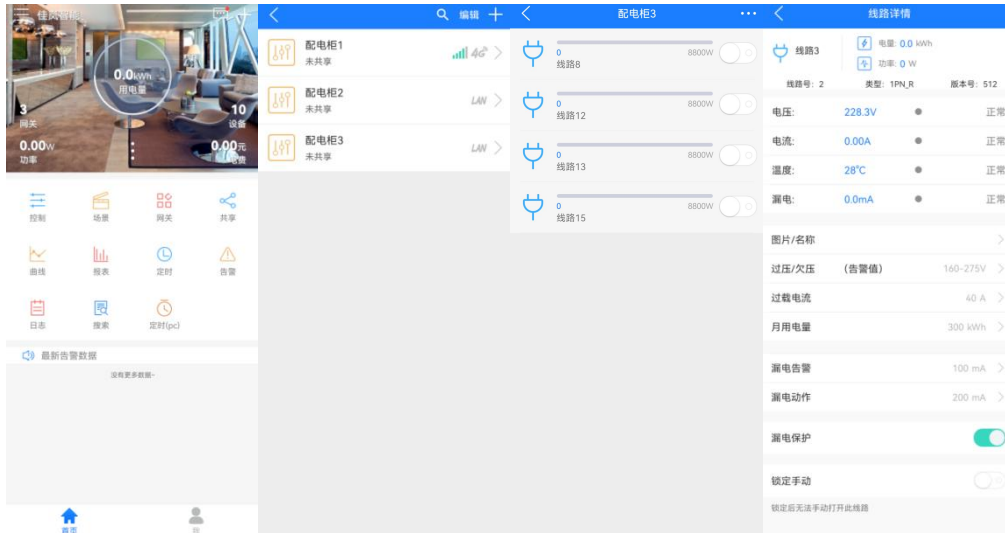 佳岚智能
0.0kWh
用电量
3
网关
10
设备
0.00W
功率
0.00元
电费
控制
场景
网关
共享
曲线
报表
定时
告警
日志
搜索
定时(pc)
最新告警数据
没有更多数据~
首页
我
编辑
配电柜1
未共享
4G
配电柜2
未共享
LAN
配电柜3
未共享
LAN
配电柜3
0 8800W
线路8
0 8800W
线路12
0 8800W
线路13
0 8800W
线路15
线路详情
线路3
电量: 0.0 kWh
功率: 0 W
线路号: 2 类型: 1PN_R 版本号: 512
电压: 228.3V 正常
电流: 0.00A 正常
温度: 28℃ 正常
漏电: 0.0mA 正常
图片/名称
过压/欠压 (告警值) 160-275V
过载电流 40 A
月用电量 300 kWh
漏电告警 100 mA
漏电动作 200 mA
漏电保护
锁定手动
锁定后无法手动打开此线路